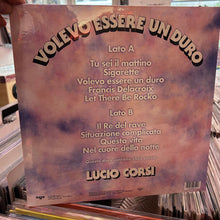 VOLEVO ESSERE UN DURO
Lato A
Tu sei il mattino
Sigarette
Volevo essere un duro
Francis Delacroix
Let There Be Rocko
Lato B
Il Re del rave
Situazione complicata
Questa vita
Nel cuore della notte
LUCIO CORSI